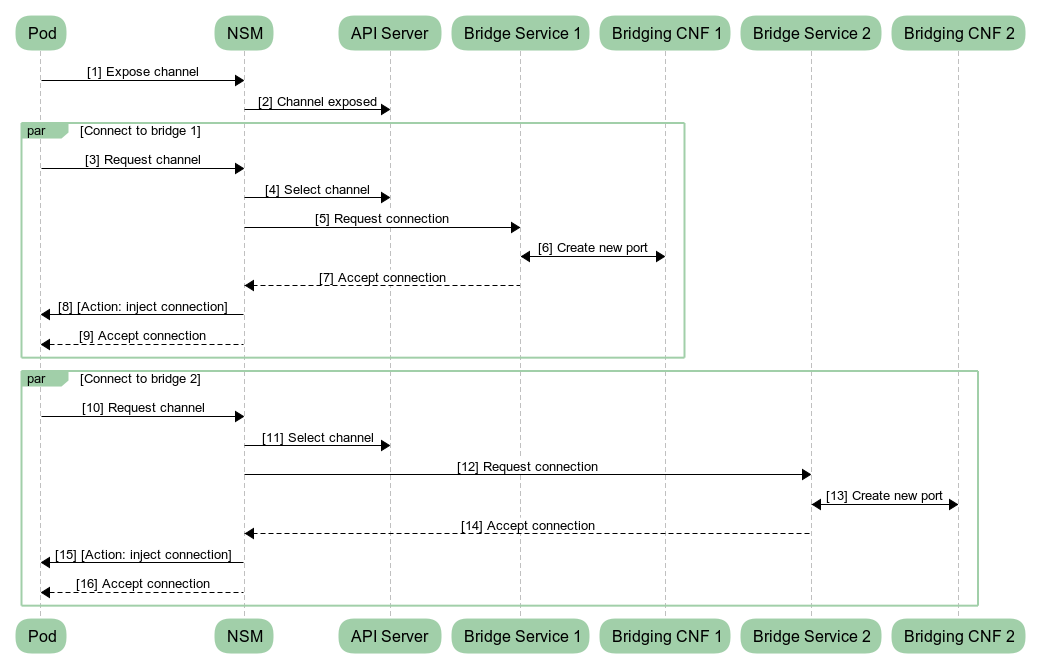 Pod
NSM
API Server
Bridge Service 1
Bridging CNF 1
Bridge Service 2
Bridging CNF 2
[1] Expose channel
[2] Channel exposed
par [Connect to bridge 1]
[3] Request channel
[4] Select channel
[5] Request connection
[6] Create new port
[7] Accept connection
[8] [Action: inject connection]
[9] Accept connection
par [Connect to bridge 2]
[10] Request channel
[11] Select channel
[12] Request connection
[13] Create new port
[14] Accept connection
[15] [Action: inject connection]
[16] Accept connection
Pod
NSM
API Server
Bridge Service 1
Bridging CNF 1
Bridge Service 2
Bridging CNF 2